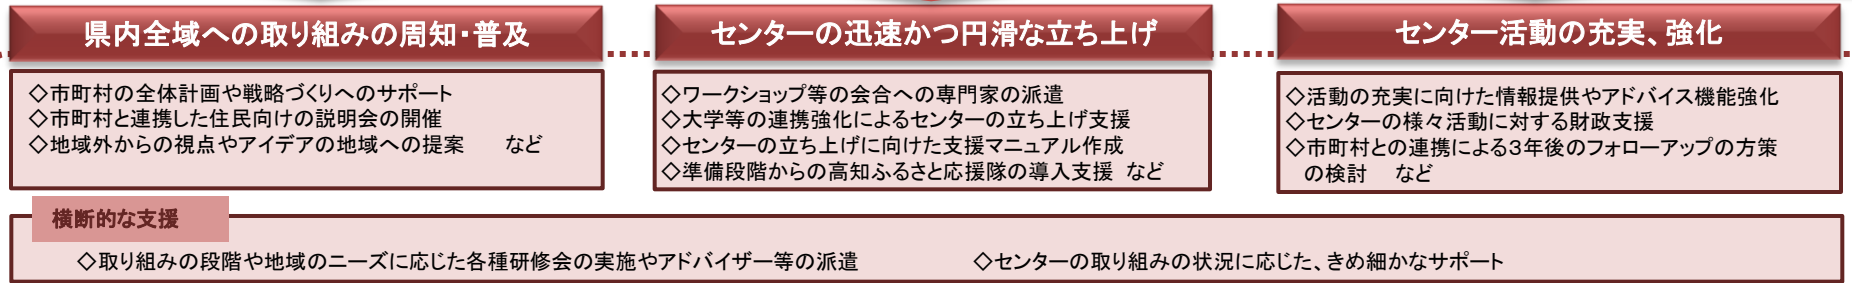 県内全域への取り組みの周知・普及
◇市町村の全体計画や戦略づくりへのサポート
◇市町村と連携した住民向けの説明会の開催
◇地域外からの視点やアイデアの地域への提案　　など
センターの迅速かつ円滑な立ち上げ
◇ワークショップ等の会合への専門家の派遣
◇大学等の連携強化によるセンターの立ち上げ支援
◇センターの立ち上げに向けた支援マニュアル作成
◇準備段階からの高知ふるさと応援隊の導入支援 など
センター活動の充実、強化
◇活動の充実に向けた情報提供やアドバイス機能強化
◇センターの様々活動に対する財政支援
◇市町村との連携による3年後のフォローアップの方策
の検討　など
横断的な支援
◇取り組みの段階や地域のニーズに応じた各種研修会の実施やアドバイザー等の派遣
◇センターの取り組みの状況に応じた、きめ細かなサポート